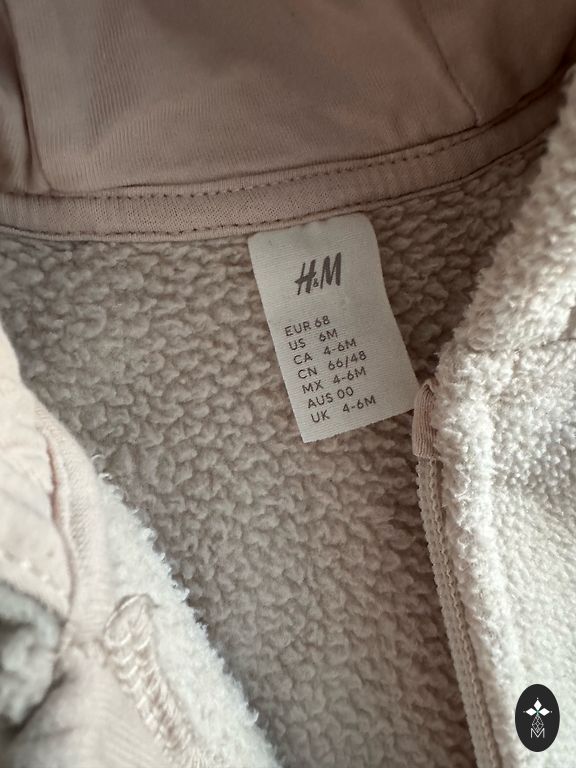 H&M
EUR 68
US 6M
CA 4-6M
CN 66/48
MX 4-6M
AUS 00
UK 4-6M
M